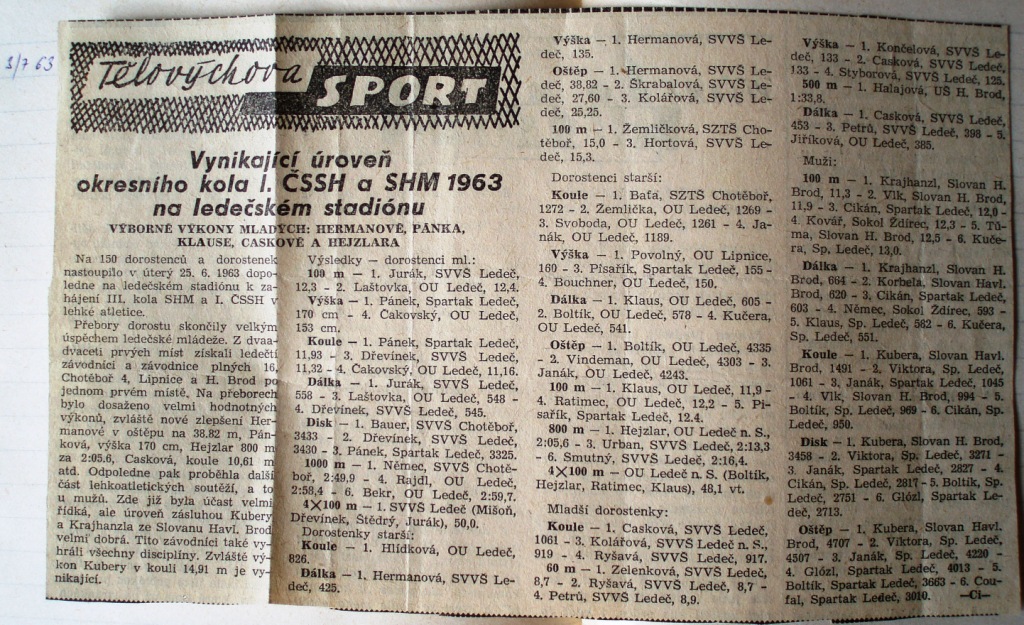 3/7 63
Tělovýchova
SPORT
Vynikající úroveň
okresního kola I. ČSSH a SHM 1963
na ledečském stadiónu
VÝBORNÉ VÝKONY MLADÝCH: HERMANOVÉ, PÁNKA,
KLAUSE, CASKOVÉ A HEJZLARA
Na 150 dorostenců a dorostenek
nastoupilo v úterý 25. 6. 1963 dopo-
ledne na ledečském stadiónu k za-
hájení III. kola SHM a I. ČSSH v
lehké atletice.
Přebory dorostu skončily velkým
úspěchem ledečské mládeže. Z dvaa-
dvaceti prvých míst získali ledečtí
závodníci a závodnice plných 16,
Chotěboř 4, Lipnice a H. Brod po
jednom prvém místě. Na přeborech
bylo dosaženo velmi hodnotných
výkonů, zvláště nové zlepšení Her-
manové v oštěpu na 38.82 m, Pán-
ková, výška 170 cm, Hejzlar 800 m
za 2:05.6, Casková, koule 10,61 m
atd. Odpoledne pak proběhla další
část lehkoatletických soutěží, a to
u mužů. Zde již byla účast velmi
řídká, ale úroveň zásluhou Kubery
a Krajhanzla ze Slovanu Havl. Brod
velmi dobrá. Tito závodníci také vy-
hráli všechny disciplíny. Zvláště vý-
kon Kubery v kouli 14,91 m je vy-
nikající.
Výsledky — dorostenci ml.:
100 m — 1. Jurák, SVVŠ Ledeč,
12,3 - 2. Laštovka, OU Ledeč, 12,4.
Výška — 1. Pánek, Spartak Ledeč,
170 cm - 4. Čakovský, OU Ledeč,
153 cm.
Koule — 1. Pánek, Spartak Ledeč,
11,93 - 3. Dřevínek, SVVŠ Ledeč,
11,32 - 4. Čakovský, OU Ledeč, 11,16.
Dálka — 1. Jurák, SVVŠ Ledeč,
558 - 3. Laštovka, OU Ledeč, 548 -
4. Dřevínek, SVVŠ Ledeč, 545.
Disk — 1. Bauer, SVVŠ Chotěboř,
3433 - 2. Dřevínek, SVVŠ Ledeč,
3430 - 3. Pánek, Spartak Ledeč, 3325.
1000 m — 1. Němec, SVVŠ Chotě-
boř, 2:49,9 - 4. Rajdl, OU Ledeč,
2:58,4 - 6. Bekr, OU Ledeč, 2:59,7.
4×100 m — 1. SVVŠ Ledeč (Mišoň,
Dřevínek, Štědrý, Jurák), 50,0.
Dorostenky starší:
Koule — 1. Hlídková, OU Ledeč,
826.
Dálka — 1. Hermanová, SVVŠ Le-
deč, 425.
Výška — 1. Hermanová, SVVŠ Le-
deč, 135.
Oštěp — 1. Hermanová, SVVŠ Le-
deč, 38,82 - 2. Škrabalová, SVVŠ Le-
deč, 27,60 - 3. Kolářová, SVVŠ Le-
deč, 25,25.
100 m — 1. Žemličková, SZTŠ Cho-
těboř, 15,0 - 3. Hortová, SVVŠ Le-
deč, 15,3.
Dorostenci starší:
Koule — 1. Baťa, SZTŠ Chotěboř,
1272 - 2. Žemlička, OU Ledeč, 1269 -
3. Svoboda, OU Ledeč, 1261 - 4. Ja-
nák, OU Ledeč, 1189.
Výška — 1. Povolný, OU Lipnice,
160 - 3. Písařík, Spartak Ledeč, 155 -
4. Bouchner, OU Ledeč, 150.
Dálka — 1. Klaus, OU Ledeč, 605 -
2. Boltík, OU Ledeč, 578 - 4. Kučera,
OU Ledeč, 541.
Oštěp — 1. Boltík, OU Ledeč, 4335
- 2. Vindeman, OU Ledeč, 4303 - 3.
Janák, OU Ledeč, 4243.
100 m — 1. Klaus, OU Ledeč, 11,9 -
4. Ratimec, OU Ledeč, 12,2 - 5. Pí-
sařík, Spartak Ledeč, 12.4.
800 m — 1. Hejzlar, OU Ledeč n. S.,
2:05,6 - 3. Urban, SVVŠ Ledeč, 2:13,3
- 6. Smutný, SVVŠ Ledeč, 2:16,4.
4×100 m — OU Ledeč n. S. (Boltík,
Hejzlar, Ratimec, Klaus), 48,1 vt.
Mladší dorostenky:
Koule — 1. Casková, SVVŠ Ledeč,
1061 - 3. Kolářová, SVVŠ Ledeč n. S.,
919 - 4. Ryšavá, SVVŠ Ledeč, 917.
60 m — 1. Zelenková, SVVŠ Ledeč,
8,7 - 2. Ryšavá, SVVŠ Ledeč, 8,7 -
4. Petrů, SVVŠ Ledeč, 8,9.
Výška — 1. Končelová, SVVŠ Le-
deč, 133 - 2. Casková, SVVŠ Ledeč,
133 - 4. Styborová, SVVŠ Ledeč, 125.
500 m — 1. Halajová, UŠ H. Brod,
1:33,8.
Dálka — 1. Casková, SVVŠ Ledeč,
453 - 3. Petrů, SVVŠ Ledeč, 398 - 5.
Jiříková, OU Ledeč, 385.
Muži:
100 m — 1. Krajhanzl, Slovan H.
Brod, 11,3 - 2. Vlk, Slovan H. Brod,
11,9 - 3. Cikán, Spartak Ledeč, 12,0 -
4. Kovář, Sokol Ždírec, 12,3 - 5. Tů-
ma, Slovan H. Brod, 12,5 - 6. Kuče-
ra, Sp. Ledeč, 13,0.
Dálka — 1. Krajhanzl, Slovan H.
Brod, 664 - 2. Korbela, Slovan Havl.
Brod, 620 - 3. Cikán, Spartak Ledeč,
603 - 4. Němec, Sokol Ždírec, 593 -
5. Klaus, Sp. Ledeč, 582 - 6. Kučera,
Sp. Ledeč, 551.
Koule — 1. Kubera, Slovan Havl.
Brod, 1491 - 2. Viktora, Sp. Ledeč,
1061 - 3. Janák, Spartak Ledeč, 1045
- 4. Vlk, Slovan H. Brod, 994 - 5.
Boltík, Sp. Ledeč, 969 - 6. Cikán, Sp.
Ledeč, 950.
Disk — 1. Kubera, Slovan H. Brod,
3458 - 2. Viktora, Sp. Ledeč, 3271 -
3. Janák, Spartak Ledeč, 2827 - 4.
Cikán, Sp. Ledeč, 2817 - 5. Boltík, Sp.
Ledeč, 2751 - 6. Glózl, Spartak Le-
deč, 2713.
Oštěp — 1. Kubera, Slovan Havl.
Brod, 4707 - 2. Viktora, Sp. Ledeč,
4507 - 3. Janák, Sp. Ledeč, 4220 -
4. Glózl, Spartak Ledeč, 4013 - 5.
Boltík, Spartak Ledeč, 3663 - 6. Cou-
fal, Spartak Ledeč, 3010. —Ci—